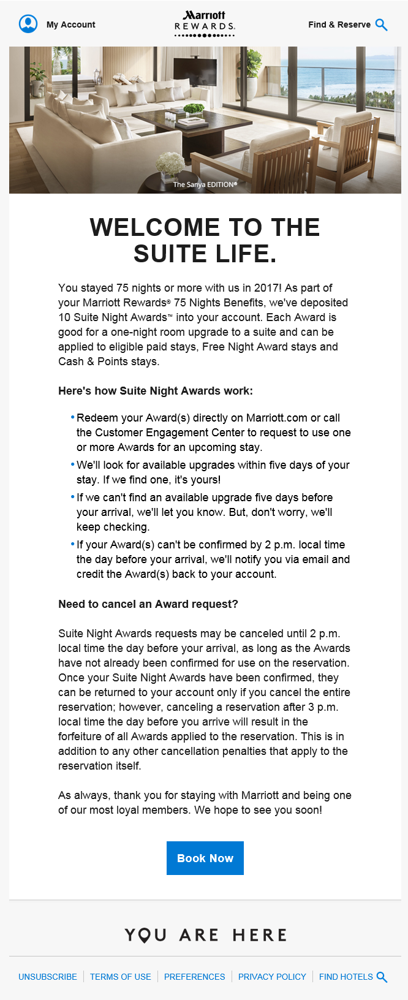 My Account
Marriott
REWARDS.
Find & Reserve
The Sanya EDITION®
WELCOME TO THE
SUITE LIFE.
You stayed 75 nights or more with us in 2017! As part of
your Marriott Rewards® 75 Nights Benefits, we've deposited
10 Suite Night Awards™ into your account. Each Award is
good for a one-night room upgrade to a suite and can be
applied to eligible paid stays, Free Night Award stays and
Cash & Points stays.
Here's how Suite Night Awards work:
• Redeem your Award(s) directly on Marriott.com or call
the Customer Engagement Center to request to use one
or more Awards for an upcoming stay.
• We'll look for available upgrades within five days of your
stay. If we find one, it's yours!
• If we can't find an available upgrade five days before
your arrival, we'll let you know. But, don't worry, we'll
keep checking.
• If your Award(s) can't be confirmed by 2 p.m. local time
the day before your arrival, we'll notify you via email and
credit the Award(s) back to your account.
Need to cancel an Award request?
Suite Night Awards requests may be canceled until 2 p.m.
local time the day before your arrival, as long as the Awards
have not already been confirmed for use on the reservation.
Once your Suite Night Awards have been confirmed, they
can be returned to your account only if you cancel the entire
reservation; however, canceling a reservation after 3 p.m.
local time the day before you arrive will result in the
forfeiture of all Awards applied to the reservation. This is in
addition to any other cancellation penalties that apply to the
reservation itself.
As always, thank you for staying with Marriott and being one
of our most loyal members. We hope to see you soon!
Book Now
YOU ARE HERE
UNSUBSCRIBE | TERMS OF USE | PREFERENCES | PRIVACY POLICY | FIND HOTELS